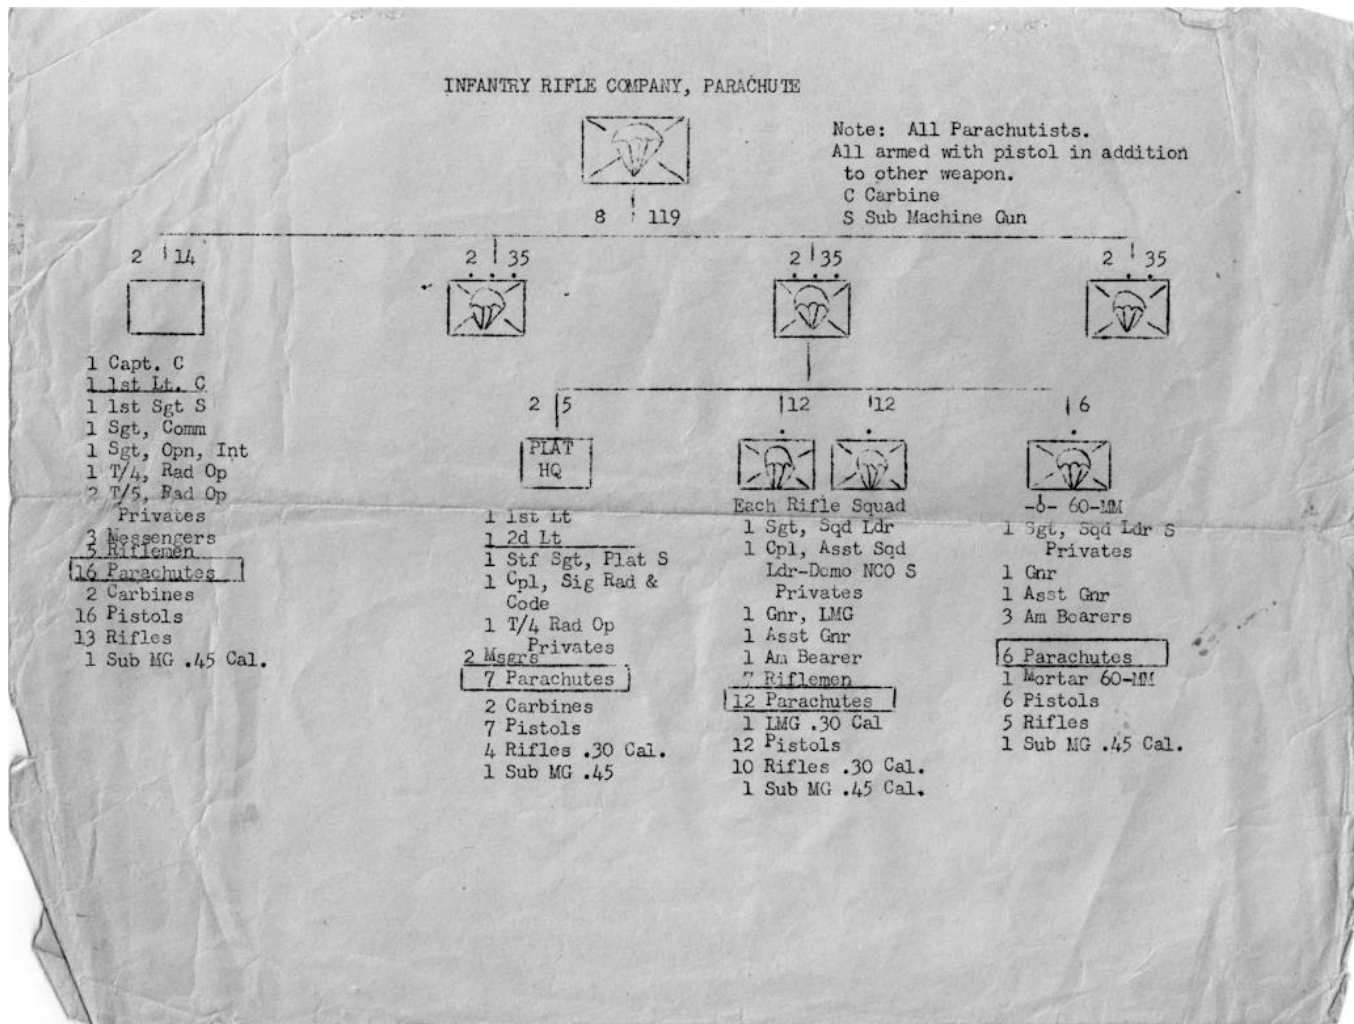 INFANTRY RIFLE COMPANY, PARACHUTE
Note: All Parachutists.
All armed with pistol in addition
to other weapon.
C Carbine
S Sub Machine Gun
8 119
2 14
2 35
2 35
2 35
1 Capt. C
1 1st Lt. C
1 1st Sgt S
1 Sgt, Comm
1 Sgt, Opn, Int
1 T/4, Rad Op
2 T/5, Rad Op
Privates
3 Messengers
5 Riflemen
16 Parachutes
2 Carbines
16 Pistols
13 Rifles
1 Sub MG .45 Cal.
2 5
PLAT
HQ
1 1st Lt
1 2d Lt
1 Stf Sgt, Plat S
1 Cpl, Sig Rad &
Code
1 T/4 Rad Op
Privates
2 Msgrs
7 Parachutes
2 Carbines
7 Pistols
4 Rifles .30 Cal.
1 Sub MG .45
12
12
Each Rifle Squad
1 Sgt, Sqd Ldr
1 Cpl, Asst Sqd
Ldr-Demo NCO S
Privates
1 Gnr, LMG
1 Asst Gnr
1 Am Bearer
7 Riflemen
12 Parachutes
1 LMG .30 Cal
12 Pistols
10 Rifles .30 Cal.
1 Sub MG .45 Cal.
6
60-MM
1 Sgt, Sqd Ldr S
Privates
1 Gnr
1 Asst Gnr
3 Am Bearers
6 Parachutes
1 Mortar 60-MM
6 Pistols
5 Rifles
1 Sub MG .45 Cal.